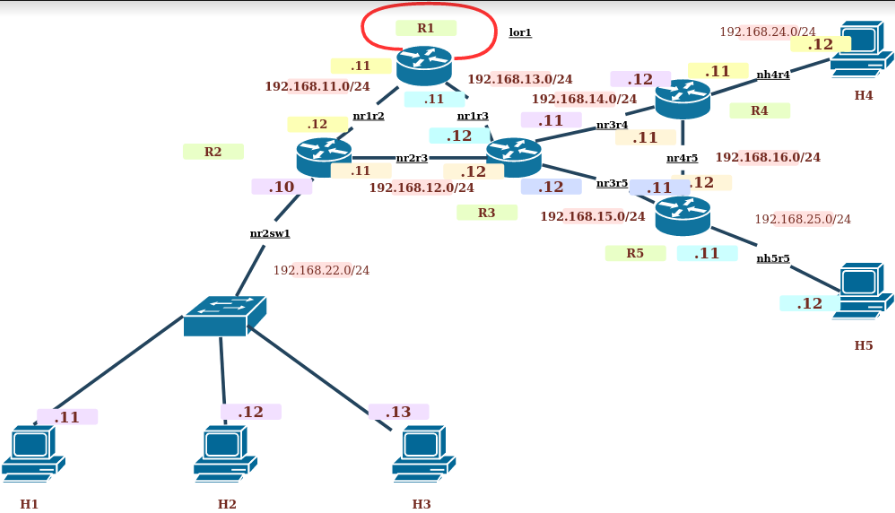 R1
lor1
192.168.24.0/24
.12
.11
192.168.13.0/24
.12
.11
nh4r4
192.168.11.0/24
.11
192.168.14.0/24
H4
R4
nr1r2
nr1r3
.11
nr3r4
.12
.12
.11
R2
nr2r3
nr4r5
192.168.16.0/24
.11
.12
.10
192.168.12.0/24
.12
nr3r5
.11
.12
R3
192.168.15.0/24
192.168.25.0/24
nr2sw1
R5
.11
nh5r5
192.168.22.0/24
.12
H5
.11
.12
.13
H1
H2
H3